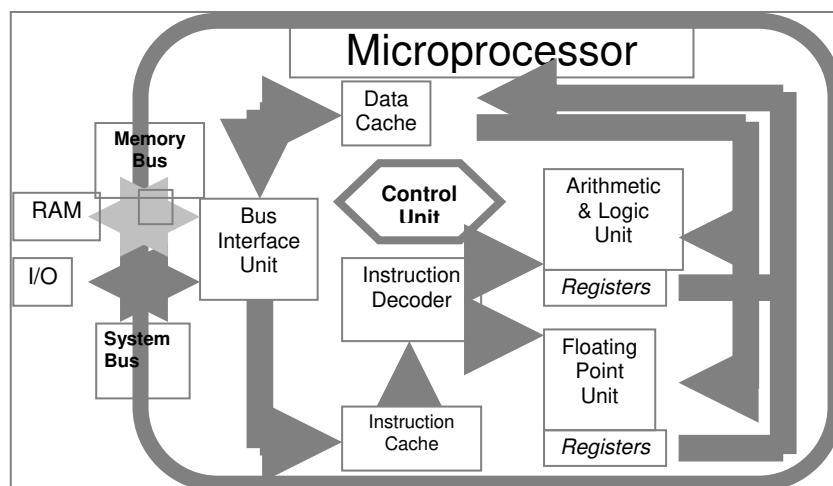 Microprocessor
Data
Cache
Memory
Bus
Control
Unit
Arithmetic
& Logic
Unit
RAM
Bus
Interface
Unit
I/O
Instruction
Decoder
Registers
System
Bus
Floating
Point
Unit
Instruction
Cache
Registers